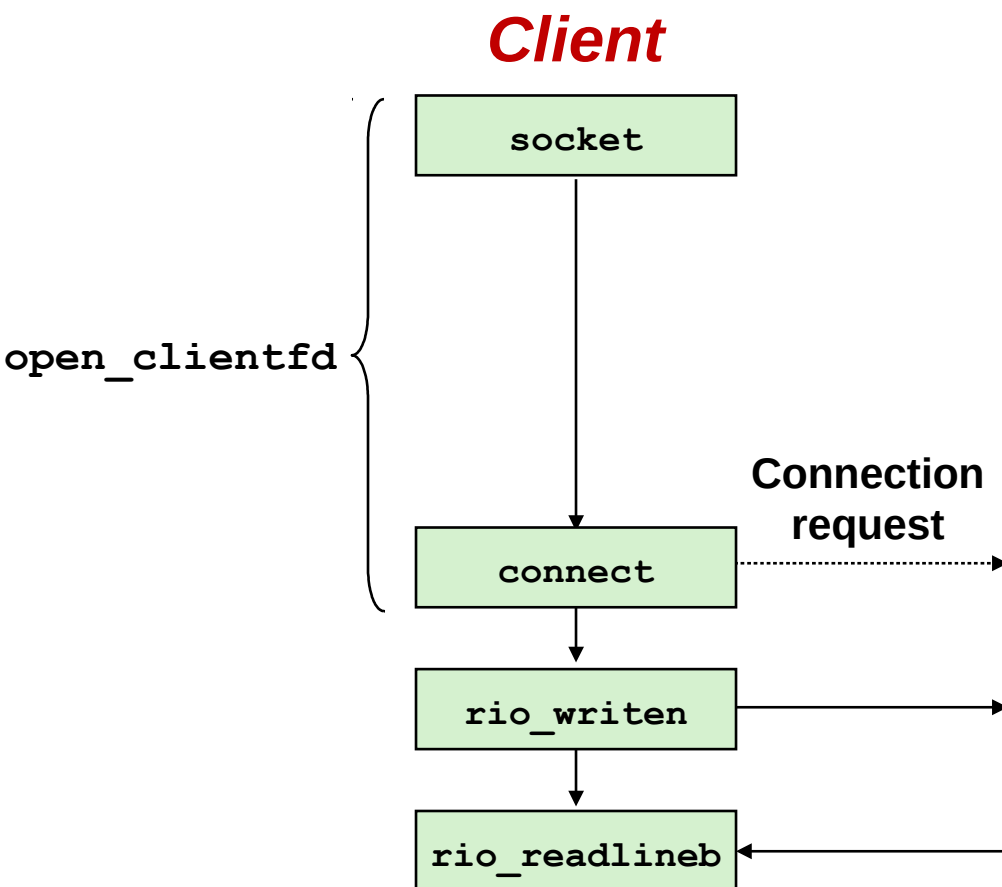 Client
socket
open_clientfd
Connection
request
connect
rio_writen
rio_readlineb